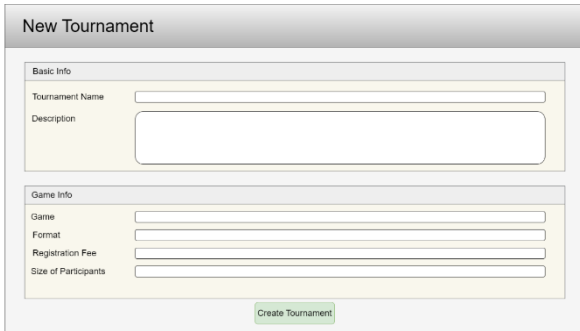 New Tournament
Basic Info
Tournament Name
Description
Game Info
Game
Format
Registration Fee
Size of Participants
Create Tournament